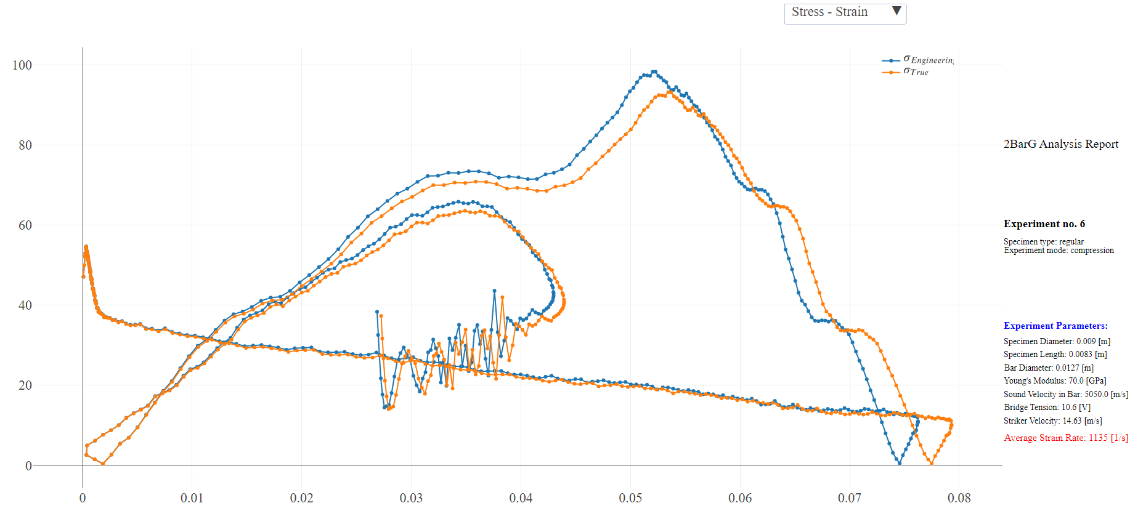 Stress - Strain ▼
σEngineerin
σTrue
100
80
60
40
20
0
0
0.01
0.02
0.03
0.04
0.05
0.06
0.07
0.08
2BarG Analysis Report
Experiment no. 6
Specimen type: regular
Experiment mode: compression
Experiment Parameters:
Specimen Diameter: 0.009 [m]
Specimen Length: 0.0083 [m]
Bar Diameter: 0.0127 [m]
Young's Modulus: 70.0 [GPa]
Sound Velocity in Bar: 5050.0 [m/s]
Bridge Tension: 10.6 [V]
Striker Velocity: 14.63 [m/s]
Average Strain Rate: 1135 [1/s]